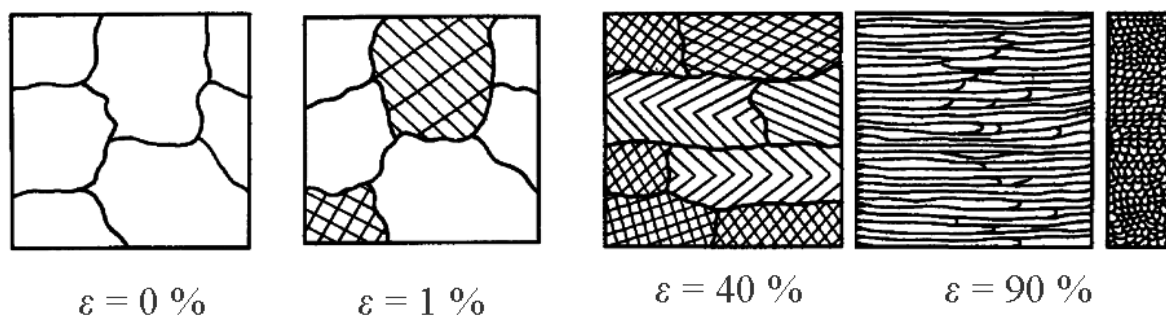 ε = 0 %
ε = 1 %
ε = 40 %
ε = 90 %